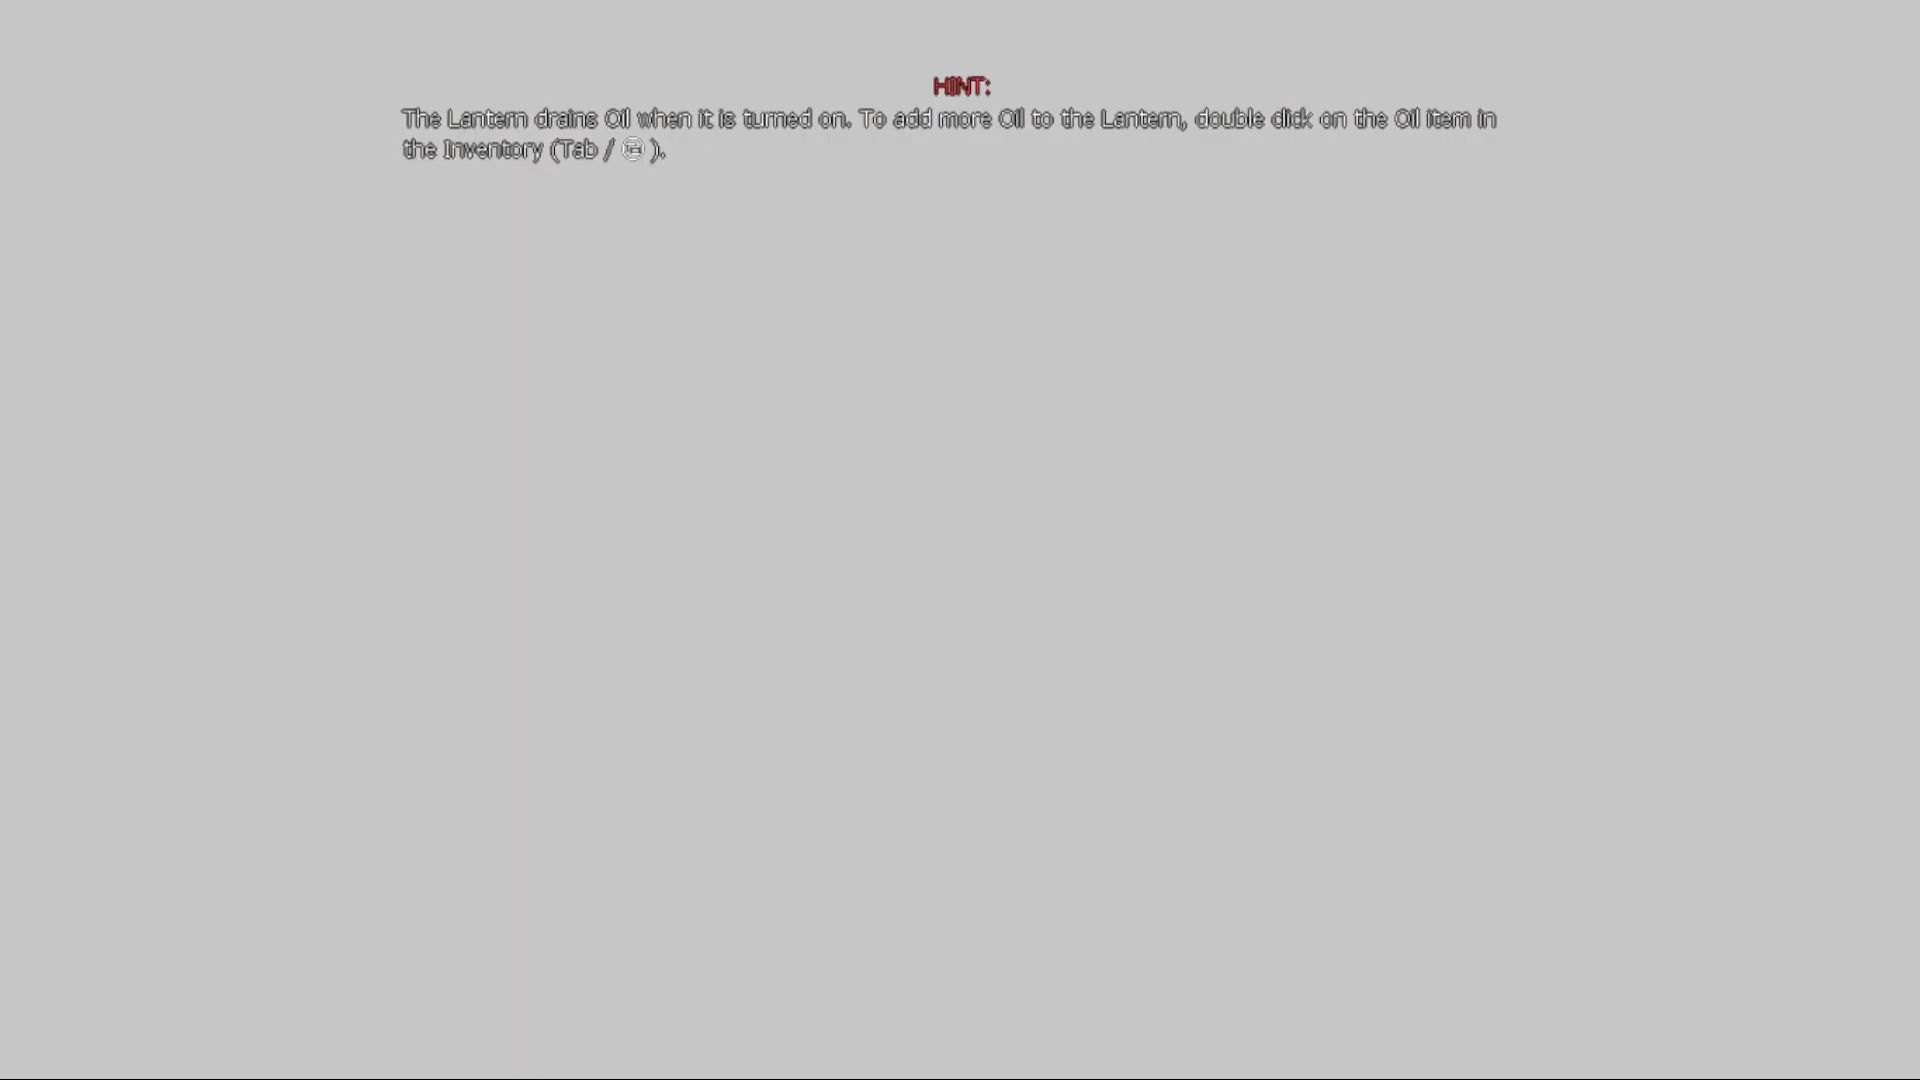 HINT:
The Lantern drains Oil when it is turned on. To add more Oil to the Lantern, double click on the Oil item in
the Inventory (Tab / ).